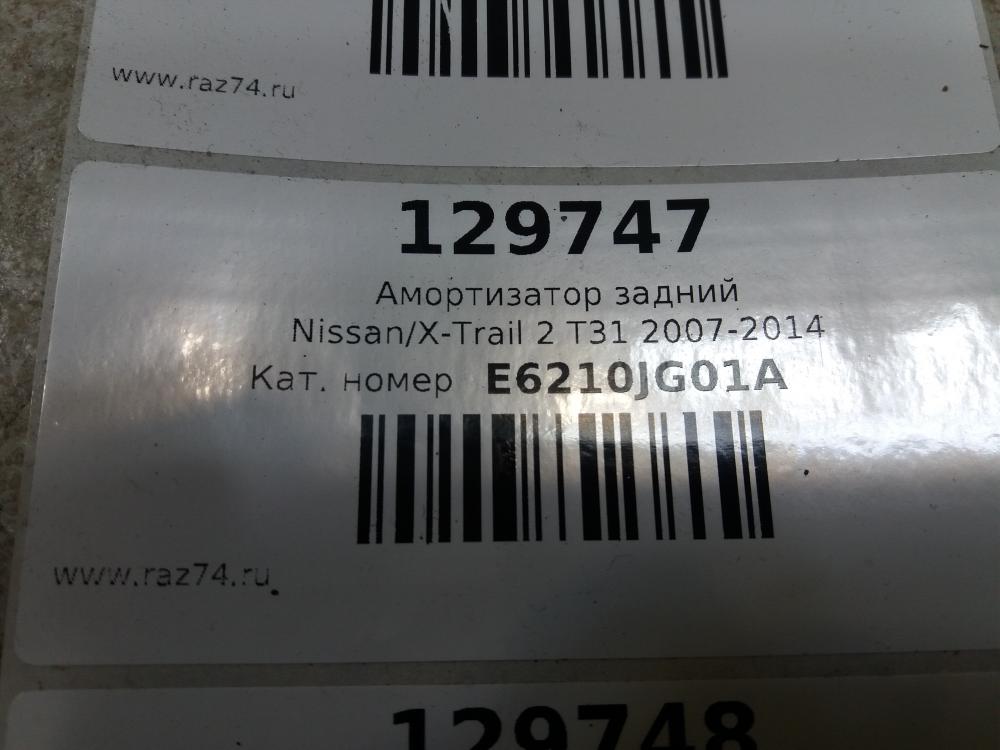 www.raz74.ru
129747
Амортизатор задний
Nissan/X-Trail 2 T31 2007-2014
Кат. номер E6210JG01A
www.raz74.ru
129748